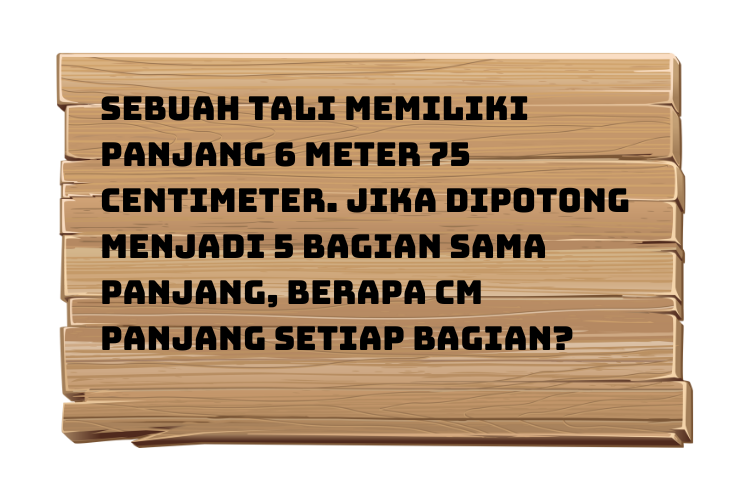 SEBUAH TALI MEMILIKI
PANJANG 6 METER 75
CENTIMETER. JIKA DIPOTONG
MENJADI 5 BAGIAN SAMA
PANJANG, BERAPA CM
PANJANG SETIAP BAGIAN?